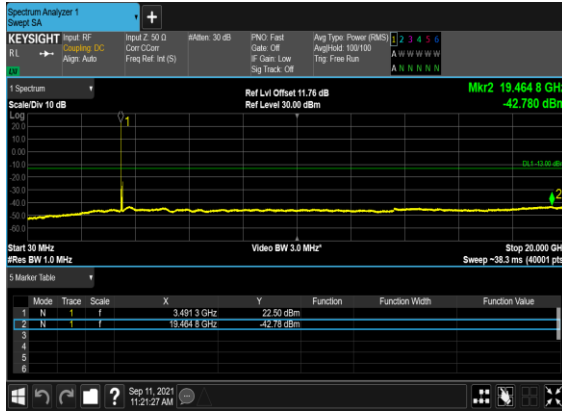 Spectrum Analyzer 1
Swept SA
+
KEYSIGHT Input: RF Input Z: 50 Ω #Atten: 30 dB PNO: Fast Avg Type: Power (RMS) 1 2 3 4 5 6
RL Coupling: DC Corr CCorr Gate: Off Avg|Hold: 100/100 A W W W W W
Align: Auto Freq Ref: Int (S) IF Gain: Low Trig: Free Run
LU Sig Track: Off A N N N N N
1 Spectrum Ref Lvl Offset 11.76 dB Mkr2 19.464 8 GHz
Scale/Div 10 dB Ref Level 30.00 dBm -42.780 dBm
Log
1
20.0
10.0
0.00
-10.0
DL1 -13.00 dBm
-20.0
-30.0
2
-40.0
-50.0
-60.0
Start 30 MHz Video BW 3.0 MHz* Stop 20.000 GHz
#Res BW 1.0 MHz Sweep ~38.3 ms (40001 pts)
5 Marker Table
Mode Trace Scale X Y Function Function Width Function Value
1 N 1 f 3.491 3 GHz 22.50 dBm
2 N 1 f 19.464 8 GHz -42.78 dBm
3
4
5
6
? Sep 11, 2021
11:21:27 AM